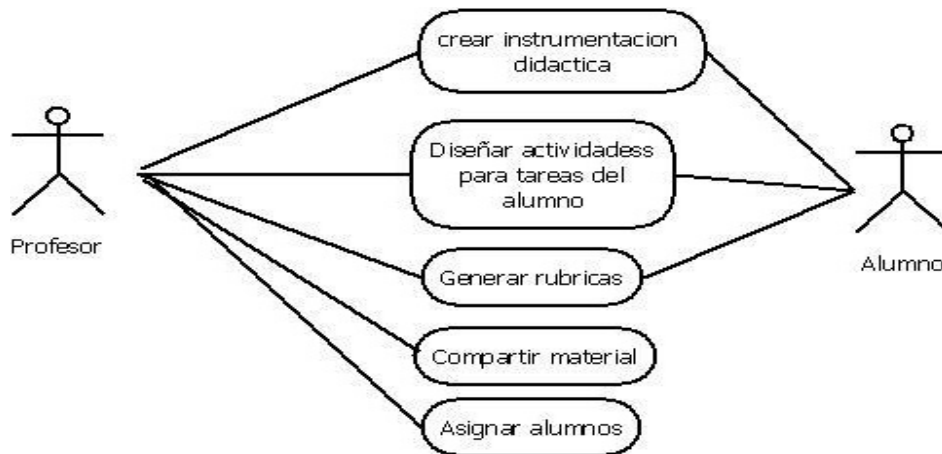 crear instrumentacion
didactica
Diseñar actividadess
para tareas del
alumno
Profesor
Alumno
Generar rubricas
Compartir material
Asignar alumnos